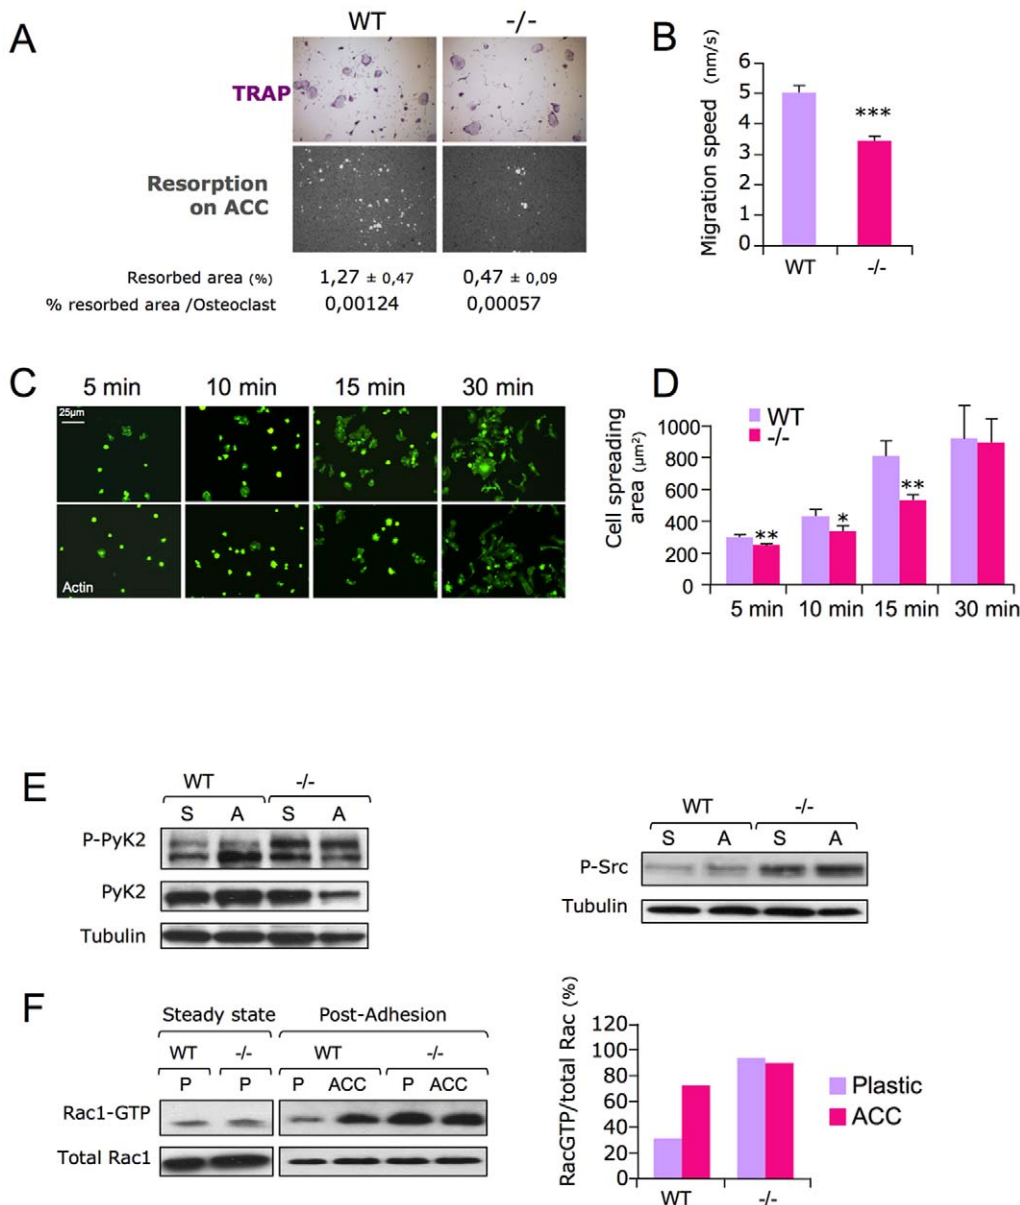 A
WT -/-
TRAP
Resorption
on ACC
Resorbed area (%) 1,27 ± 0,47 0,47 ± 0,09
% resorbed area /Osteoclast 0,00124 0,00057
B
Migration speed (nm/s)
6
5
4
3
2
1
0
***
WT -/-
C
5 min 10 min 15 min 30 min
25µm
Actin
D
Cell spreading
area (µm²)
WT
-/-
1000
800
600
400
200
0
** * **
5 min 10 min 15 min 30 min
E
WT -/-
S A S A
P-PyK2
PyK2
Tubulin
WT -/-
S A S A
P-Src
Tubulin
F
Steady state Post-Adhesion
WT -/- WT -/-
P P P ACC P ACC
Rac1-GTP
Total Rac1
RacGTP/total Rac (%)
120
100
80
60
40
20
0
WT -/-
Plastic
ACC